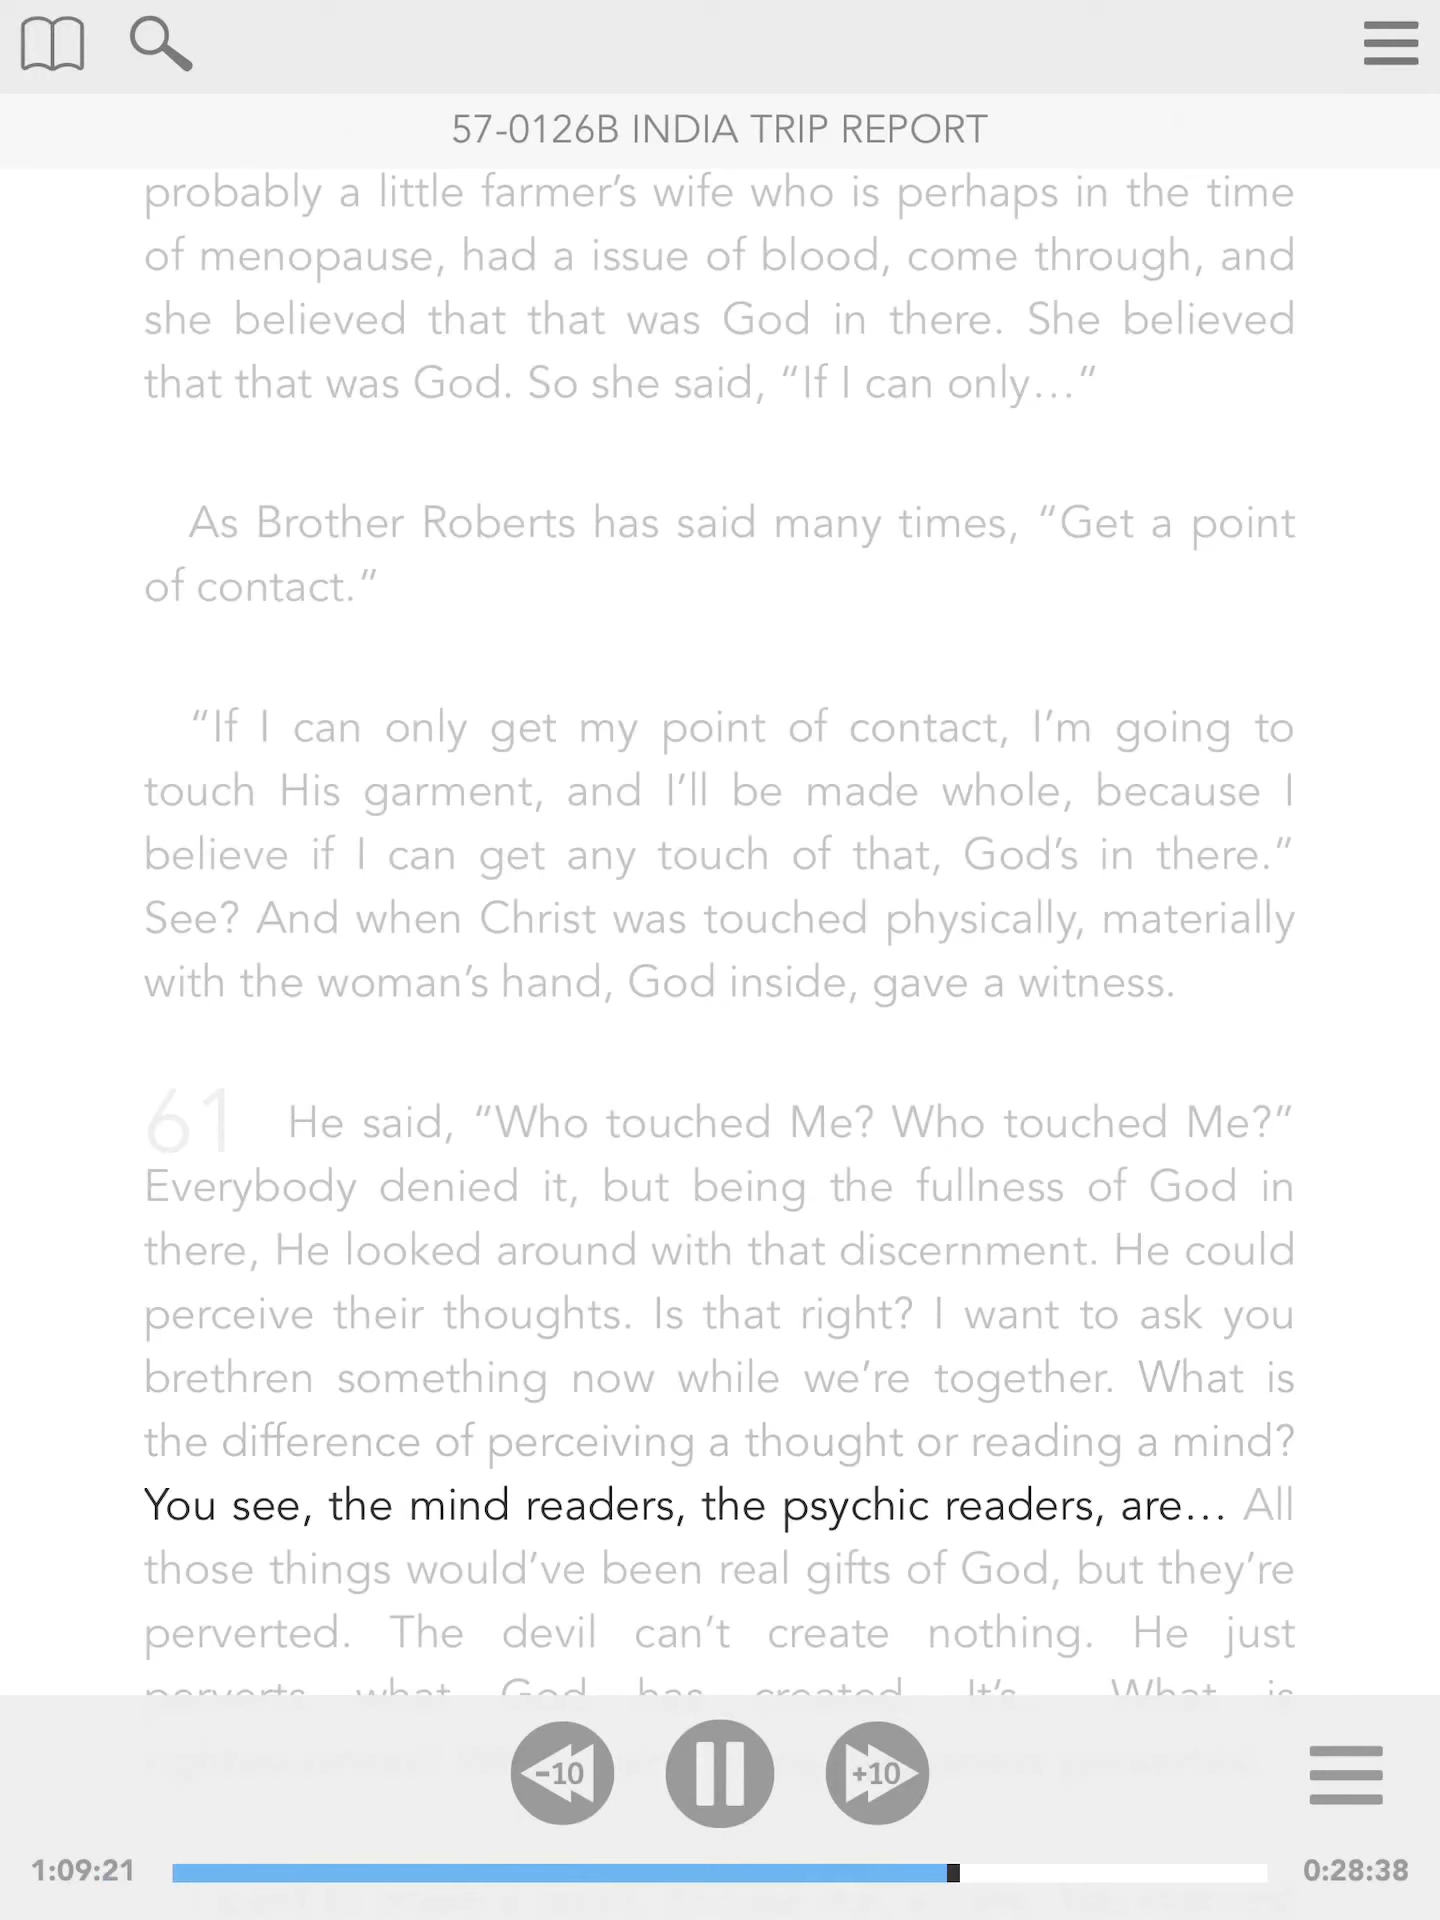 57-0126B INDIA TRIP REPORT
probably a little farmer’s wife who is perhaps in the time
of menopause, had a issue of blood, come through, and
she believed that that was God in there. She believed
that that was God. So she said, “If I can only…”
As Brother Roberts has said many times, “Get a point
of contact.”
“If I can only get my point of contact, I’m going to
touch His garment, and I’ll be made whole, because I
believe if I can get any touch of that, God’s in there.”
See? And when Christ was touched physically, materially
with the woman’s hand, God inside, gave a witness.
61 He said, “Who touched Me? Who touched Me?”
Everybody denied it, but being the fullness of God in
there, He looked around with that discernment. He could
perceive their thoughts. Is that right? I want to ask you
brethren something now while we’re together. What is
the difference of perceiving a thought or reading a mind?
You see, the mind readers, the psychic readers, are… All
those things would’ve been real gifts of God, but they’re
perverted. The devil can’t create nothing. He just
perverts what God has created. It’s What is
-10 +10
1:09:21 0:28:38